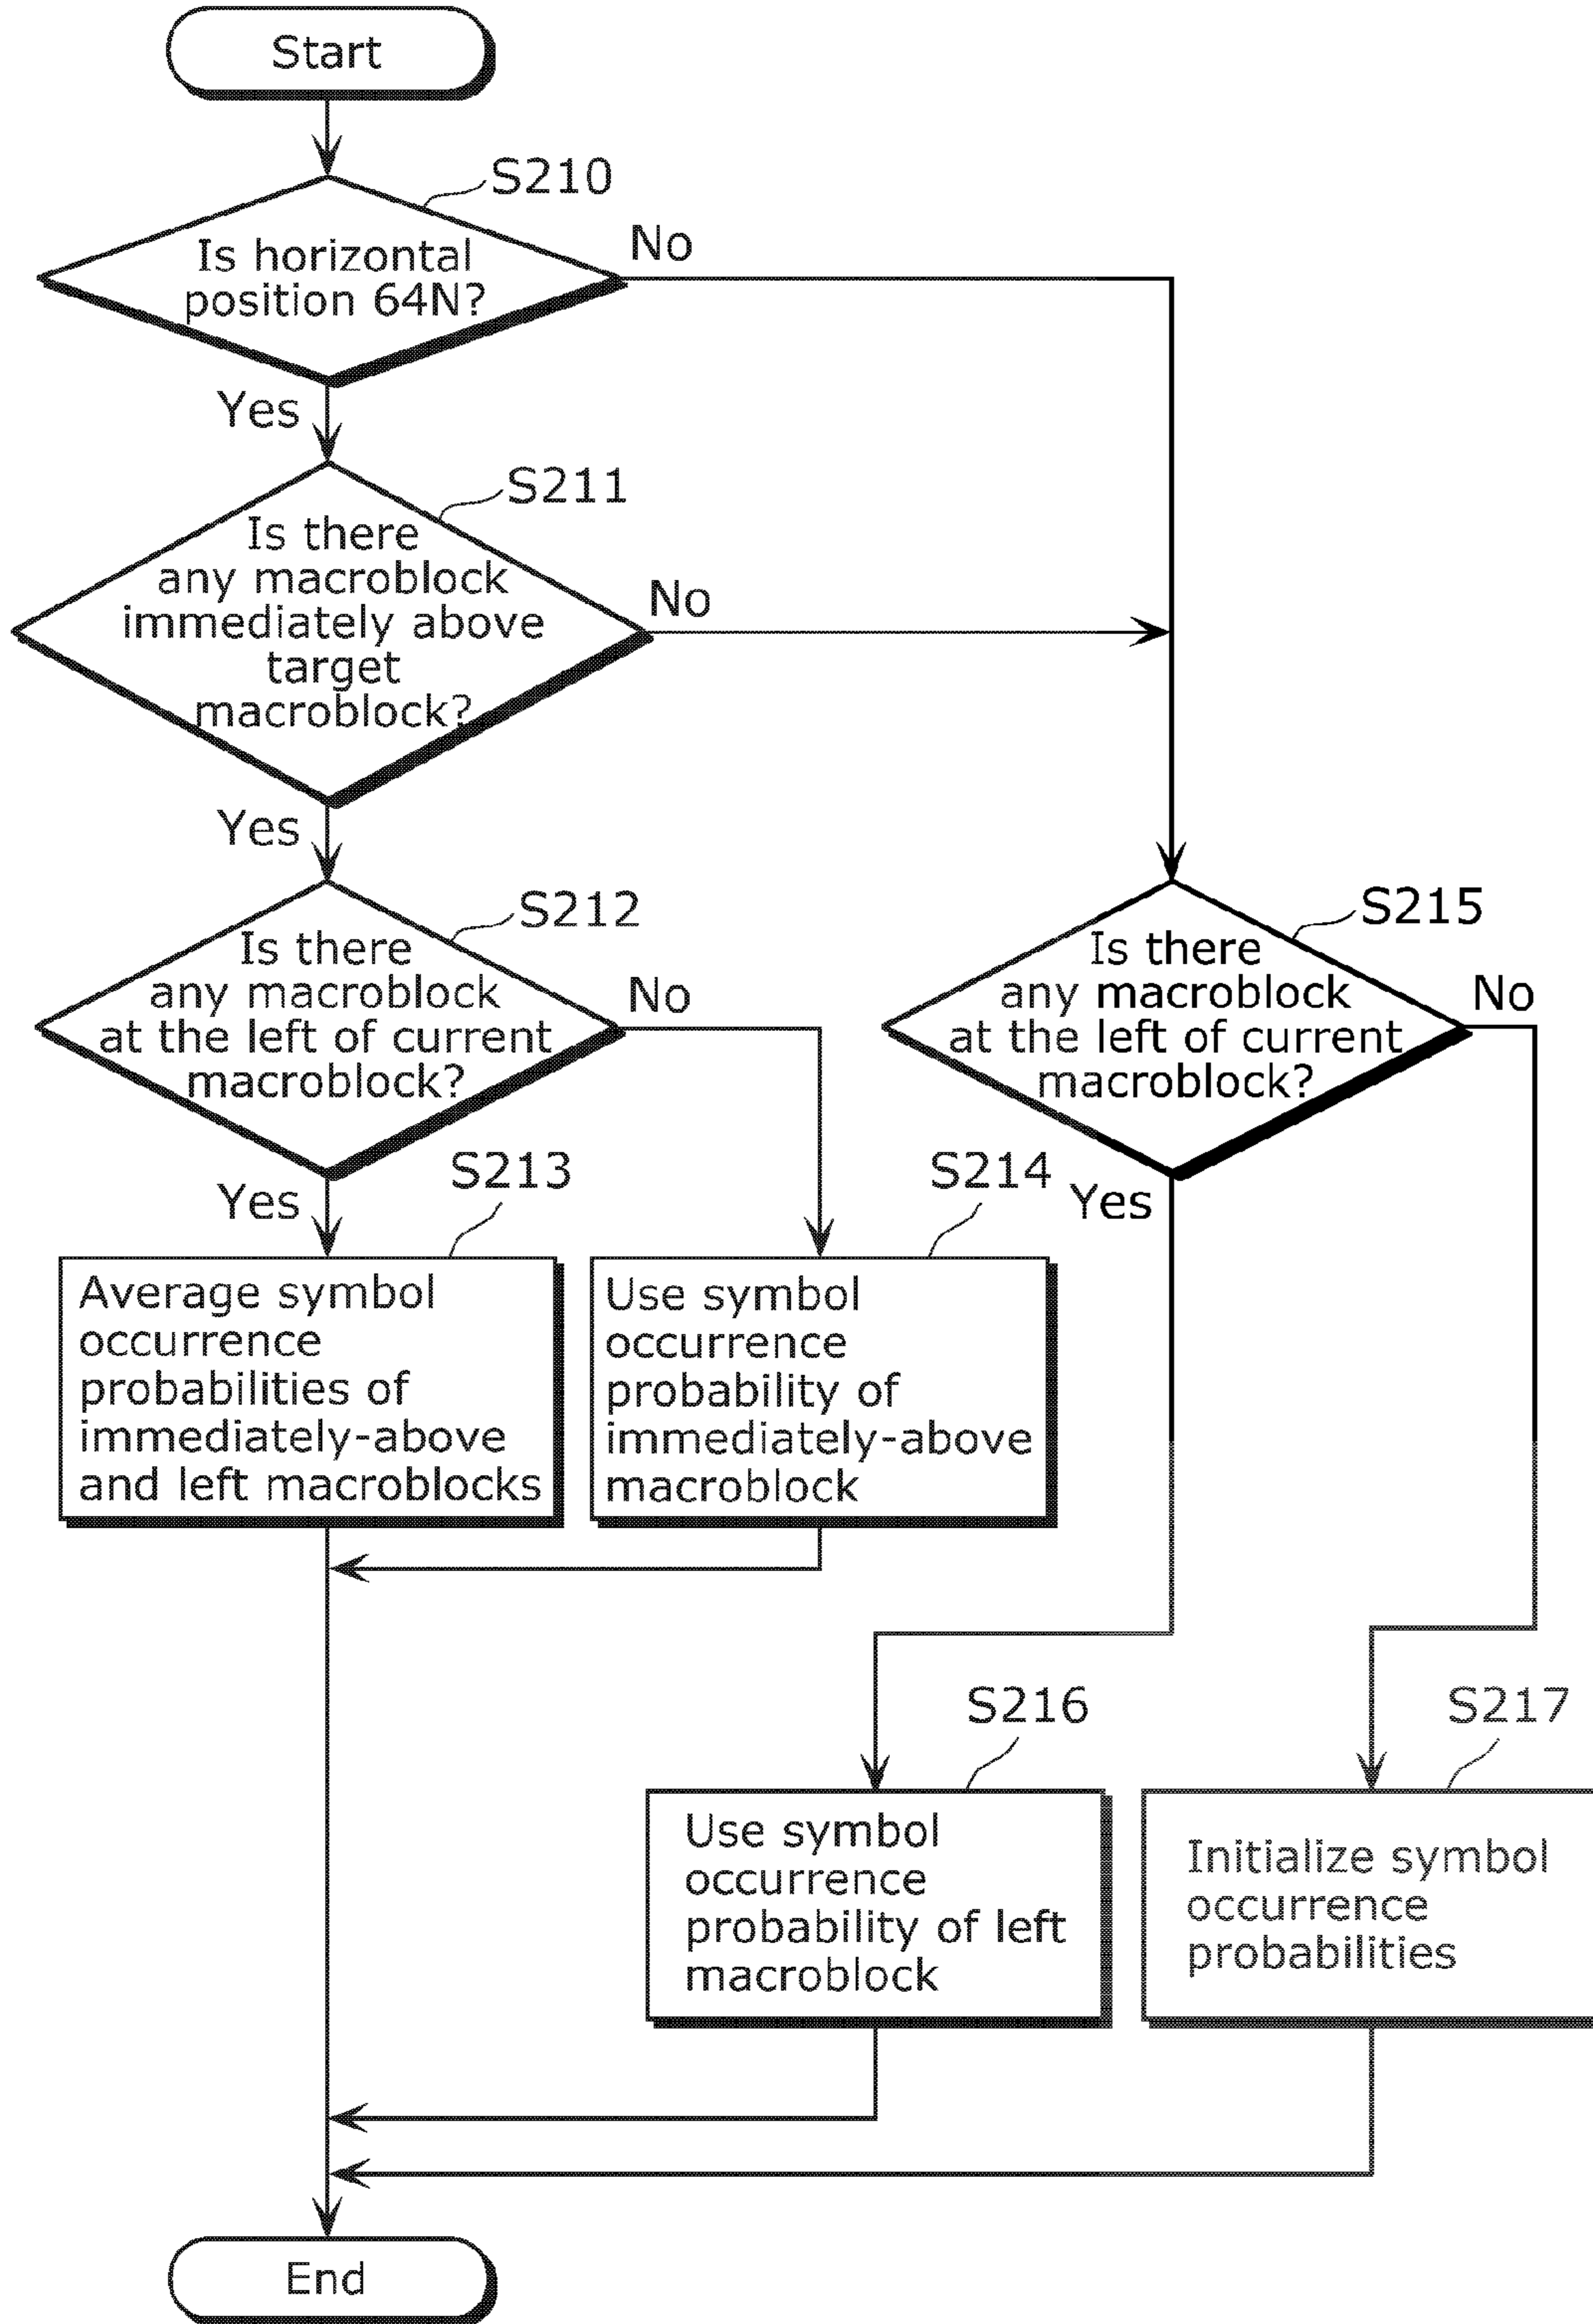 Start
S210
Is horizontal
position 64N?
No
Yes
S211
Is there
any macroblock
immediately above
target
macroblock?
No
Yes
S212
Is there
any macroblock
at the left of current
macroblock?
No
S215
Is there
any macroblock
at the left of current
macroblock?
No
Yes
S213
Average symbol
occurrence
probabilities of
immediately-above
and left macroblocks
S214
Use symbol
occurrence
probability of
immediately-above
macroblock
Yes
S216
Use symbol
occurrence
probability of left
macroblock
S217
Initialize symbol
occurrence
probabilities
End